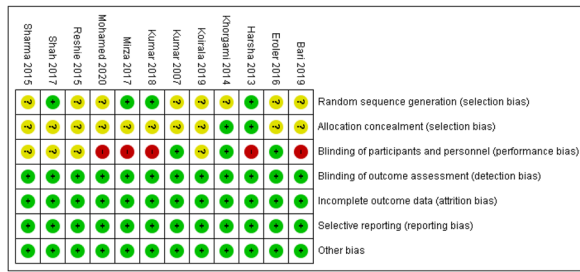 Sharma 2015
Shah 2017
Reshie 2015
Mohamed 2020
Mirza 2017
Kumar 2018
Kumar 2007
Koirala 2019
Khorgami 2014
Harsha 2013
Eroler 2016
Bari 2019
? + ? ? + + ? ? ? + ? ? Random sequence generation (selection bias)
? ? ? ? ? ? ? ? + + ? ? Allocation concealment (selection bias)
? ? ? - - - + ? + - + - Blinding of participants and personnel (performance bias)
+ + + + + + + + + + + + Blinding of outcome assessment (detection bias)
+ + + + + + + + + + + + Incomplete outcome data (attrition bias)
+ + + + + + + + + + + + Selective reporting (reporting bias)
+ + + + + + + + + + + + Other bias